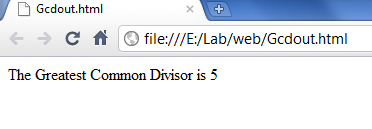 Gcdout.html
file:///E:/Lab/web/Gcdout.html
The Greatest Common Divisor is 5